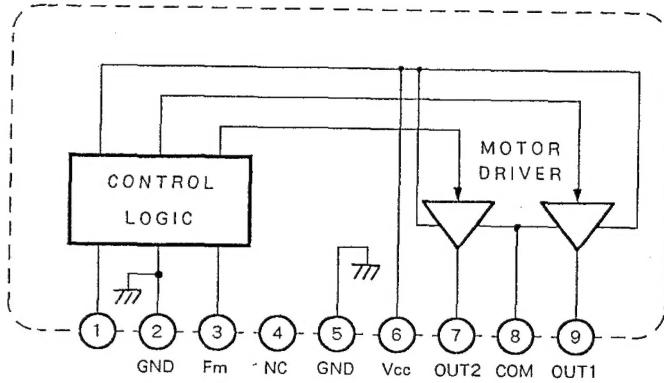 MOTOR
DRIVER
CONTROL
LOGIC
1 2 3 4 5 6 7 8 9
GND Fm NC GND Vcc OUT2 COM OUT1